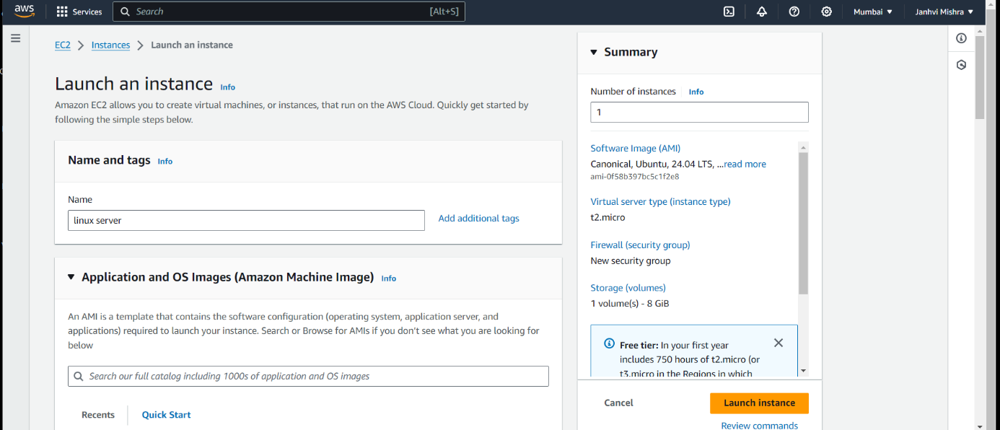 aws
Services
Search
[Alt+S]
Mumbai
Janhvi Mishra
EC2
Instances
Launch an instance
Launch an instance
Info
Amazon EC2 allows you to create virtual machines, or instances, that run on the AWS Cloud. Quickly get started by
following the simple steps below.
Name and tags
Info
Name
linux server
Add additional tags
Application and OS Images (Amazon Machine Image)
Info
An AMI is a template that contains the software configuration (operating system, application server, and
applications) required to launch your instance. Search or Browse for AMIs if you don't see what you are looking for
below
Search our full catalog including 1000s of application and OS images
Recents
Quick Start
Summary
Number of instances
Info
1
Software Image (AMI)
Canonical, Ubuntu, 24.04 LTS, ...read more
ami-0f58b397bc5c1f2e8
Virtual server type (instance type)
t2.micro
Firewall (security group)
New security group
Storage (volumes)
1 volume(s) - 8 GiB
Free tier: In your first year
includes 750 hours of t2.micro (or
t3.micro in the Regions in which
Cancel
Launch instance
Review commands